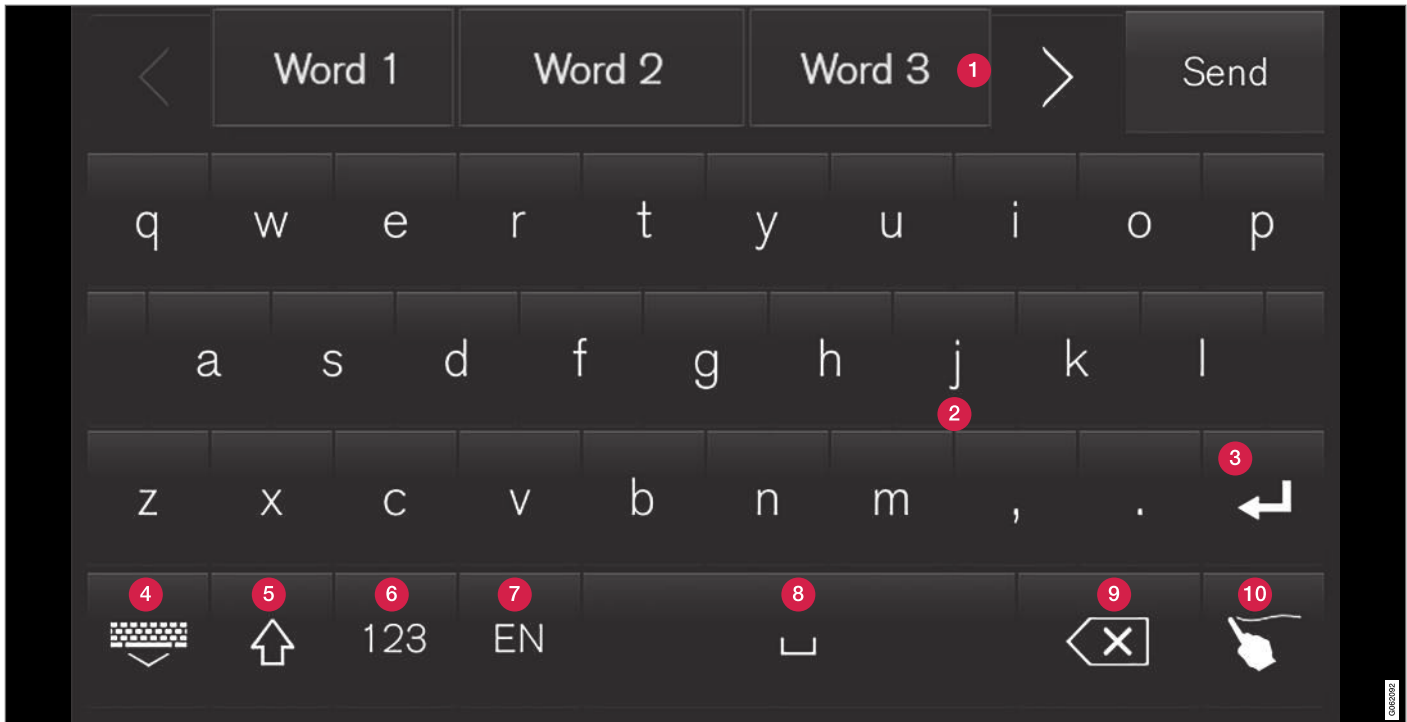 Word 1 Word 2 Word 3 1 Send
q w e r t y u i o p
a s d f g h j k l
2
3
z x c v b n m , .
4 5 6 7 8 9 10
123 EN
G062092